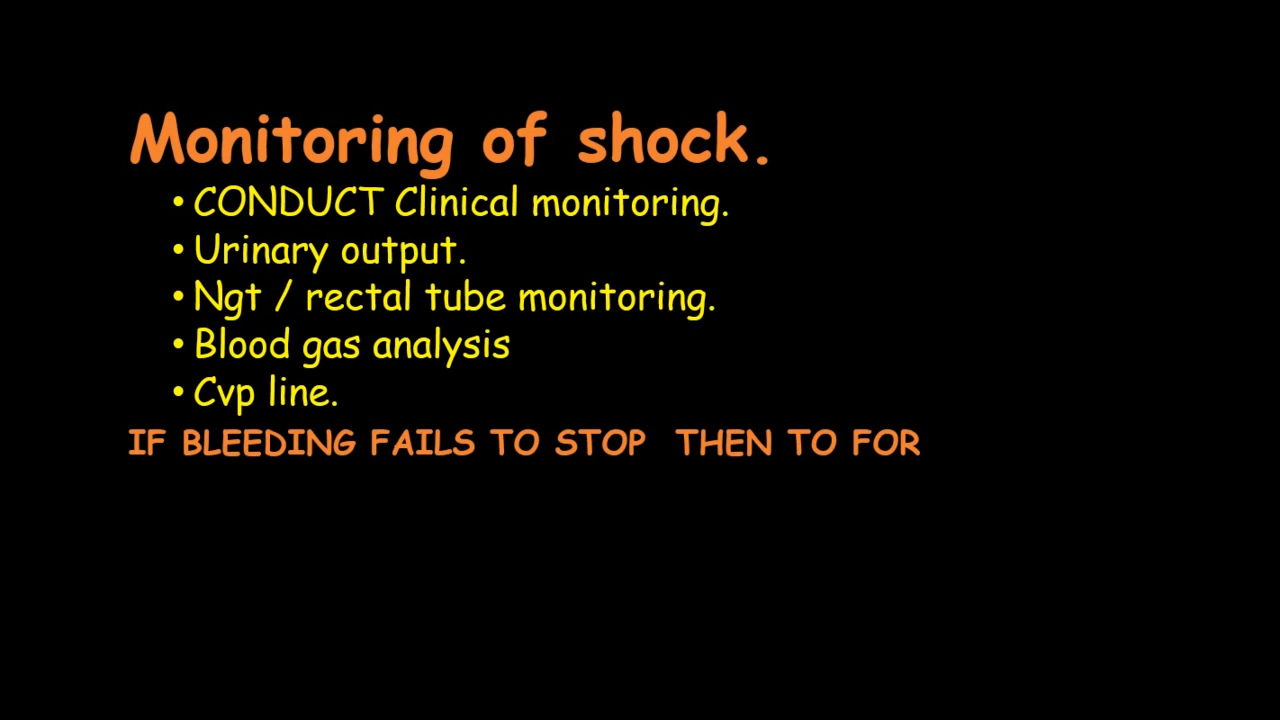 Monitoring of shock.
• CONDUCT Clinical monitoring.
• Urinary output.
• Ngt / rectal tube monitoring.
• Blood gas analysis
• Cvp line.
IF BLEEDING FAILS TO STOP THEN TO FOR